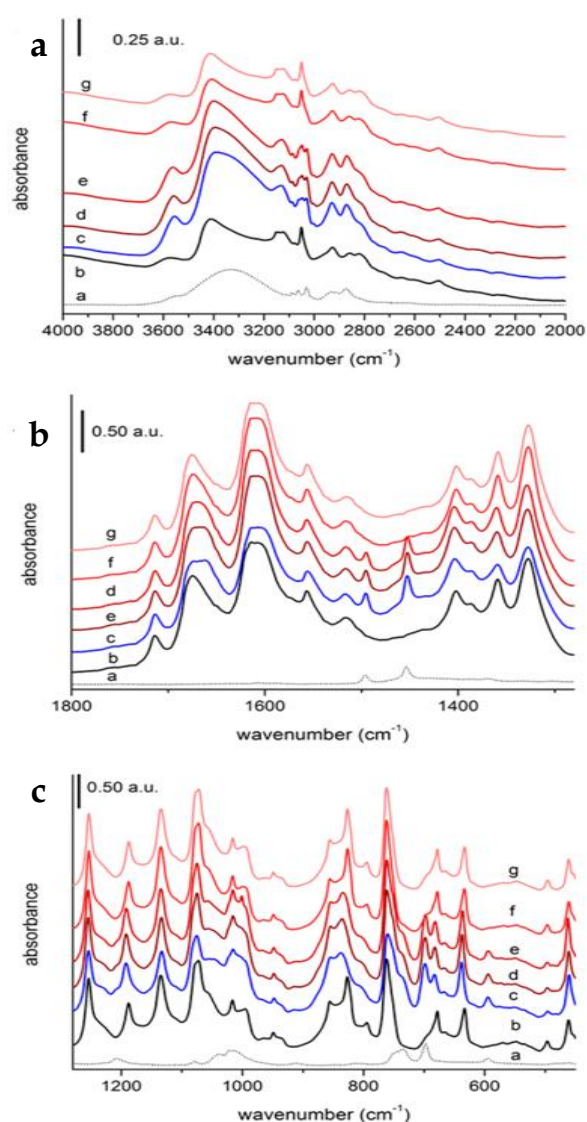 a
0.25 a.u.
g
f
e
d
c
b
a
absorbance
4000 3800 3600 3400 3200 3000 2800 2600 2400 2200 2000
wavenumber (cm⁻¹)
b
0.50 a.u.
g
f
d
e
c
b
a
absorbance
1800 1600 1400
wavenumber (cm⁻¹)
c
0.50 a.u.
g
f
e
d
c
b
a
absorbance
1200 1000 800 600
wavenumber (cm⁻¹)